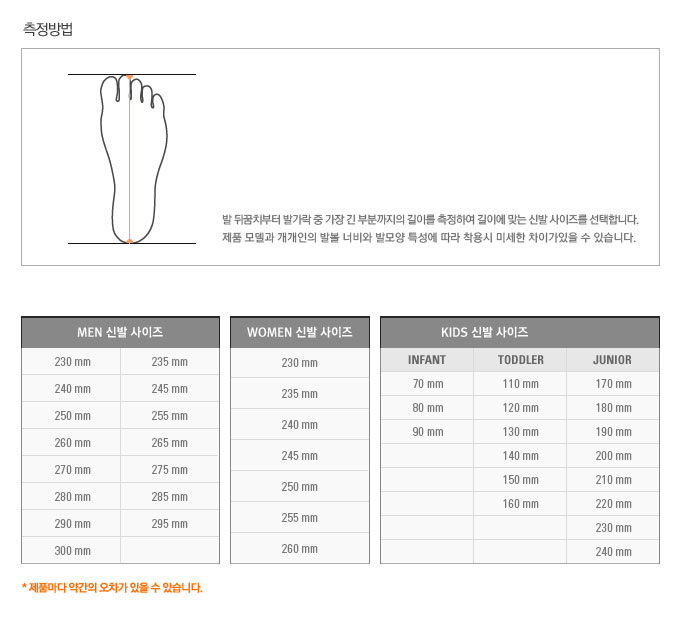 측정방법
발 뒤꿈치부터 발가락 중 가장 긴 부분까지의 길이를 측정하여 길이에 맞는 신발 사이즈를 선택합니다.
제품 모델과 개개인의 발볼 너비와 발모양 특성에 따라 착용시 미세한 차이가있을 수 있습니다.
MEN 신발 사이즈
230 mm 235 mm
240 mm 245 mm
250 mm 255 mm
260 mm 265 mm
270 mm 275 mm
280 mm 285 mm
290 mm 295 mm
300 mm
WOMEN 신발 사이즈
230 mm
235 mm
240 mm
245 mm
250 mm
255 mm
260 mm
KIDS 신발 사이즈
INFANT TODDLER JUNIOR
70 mm 110 mm 170 mm
80 mm 120 mm 180 mm
90 mm 130 mm 190 mm
140 mm 200 mm
150 mm 210 mm
160 mm 220 mm
230 mm
240 mm
* 제품마다 약간의 오차가 있을 수 있습니다.